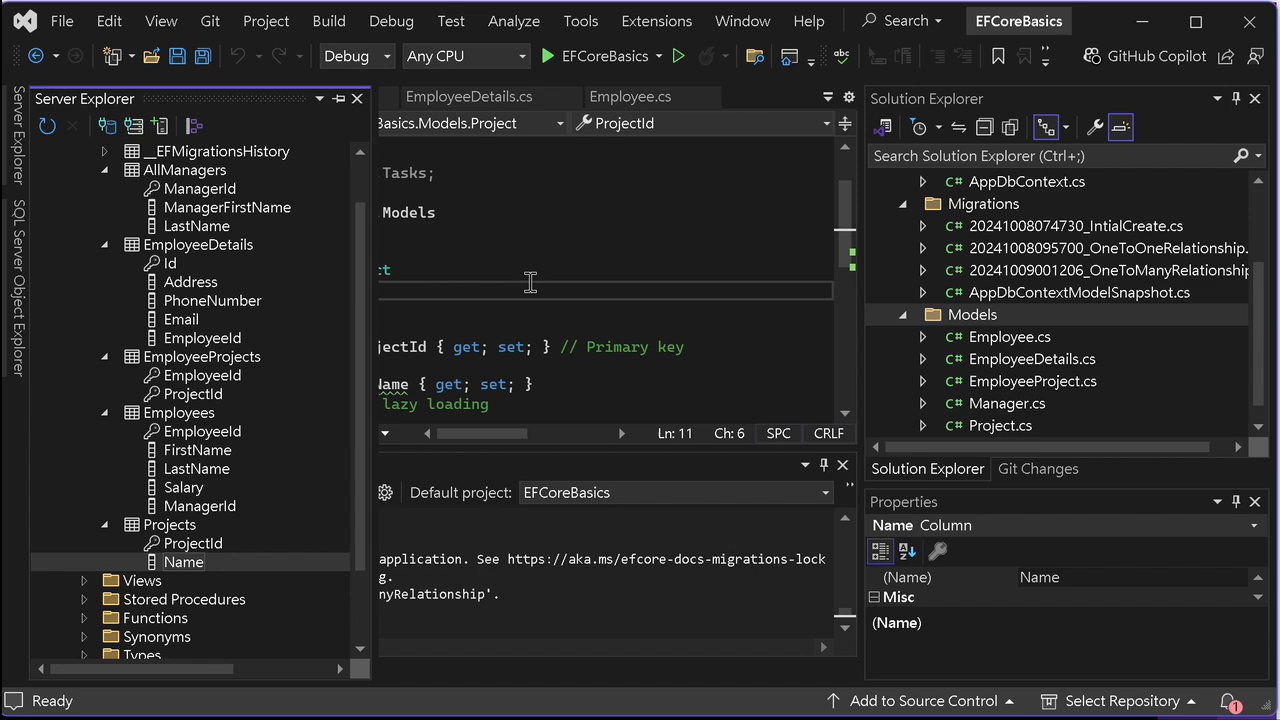 File Edit View Git Project Build Debug Test Analyze Tools Extensions Window Help Search EFCoreBasics
Debug Any CPU EFCoreBasics GitHub Copilot
Server Explorer
SQL Server Object Explorer
Server Explorer
__EFMigrationsHistory
AllManagers
ManagerId
ManagerFirstName
LastName
EmployeeDetails
Id
Address
PhoneNumber
Email
EmployeeId
EmployeeProjects
EmployeeId
ProjectId
Employees
EmployeeId
FirstName
LastName
Salary
ManagerId
Projects
ProjectId
Name
Views
Stored Procedures
Functions
Synonyms
Types
EmployeeDetails.cs Employee.cs
Basics.Models.Project ProjectId
.Tasks;
.Models
ct
jectId { get; set; } // Primary key
Name { get; set; }
lazy loading
Ln: 11 Ch: 6 SPC CRLF
Default project: EFCoreBasics
application. See https://aka.ms/efcore-docs-migrations-lock
g.
nyRelationship'.
Solution Explorer
Search Solution Explorer (Ctrl+;)
C# AppDbContext.cs
Migrations
C# 20241008074730_IntialCreate.cs
C# 20241008095700_OneToOneRelationship.
C# 20241009001206_OneToManyRelationship
C# AppDbContextModelSnapshot.cs
Models
C# Employee.cs
C# EmployeeDetails.cs
C# EmployeeProject.cs
C# Manager.cs
C# Project.cs
Solution Explorer Git Changes
Properties
Name Column
(Name) Name
Misc
(Name)
Ready Add to Source Control Select Repository 1